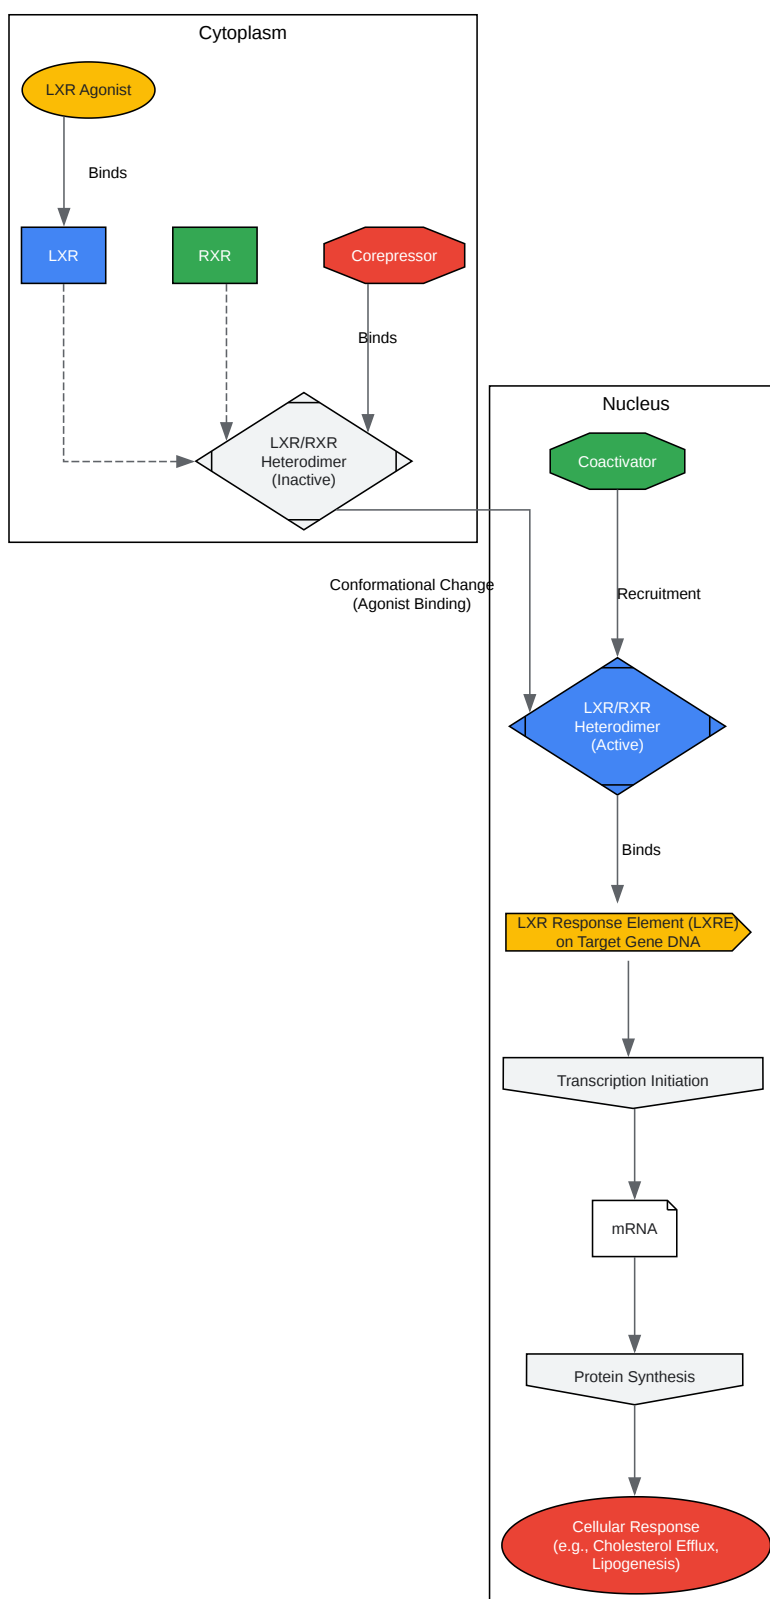 Cytoplasm
LXR Agonist
Binds
LXR
RXR
Corepressor
Binds
LXR/RXR
Heterodimer
(Inactive)
Nucleus
Coactivator
Conformational Change
(Agonist Binding)
Recruitment
LXR/RXR
Heterodimer
(Active)
Binds
LXR Response Element (LXRE)
on Target Gene DNA
Transcription Initiation
mRNA
Protein Synthesis
Cellular Response
(e.g., Cholesterol Efflux,
Lipogenesis)